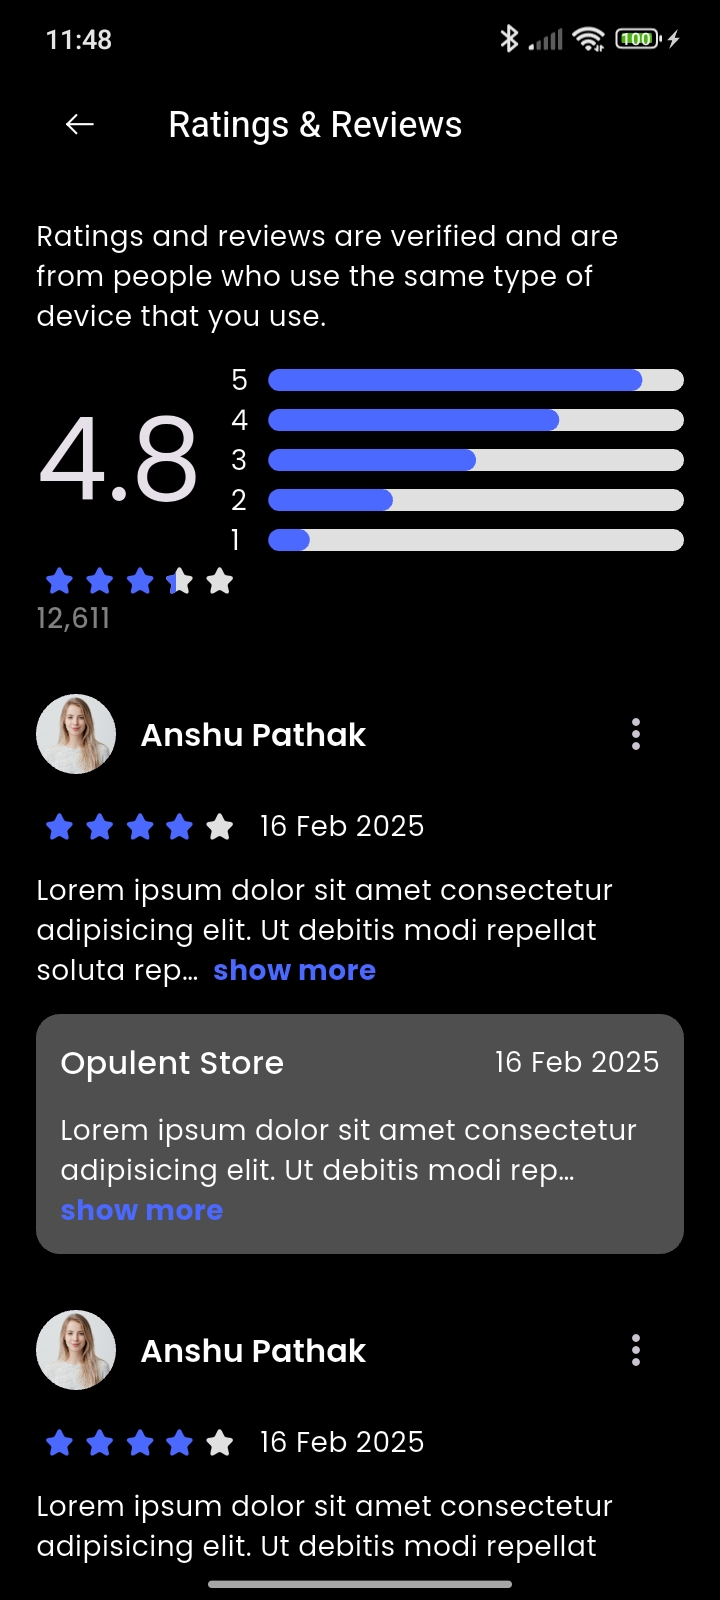 11:48
100
Ratings & Reviews
Ratings and reviews are verified and are
from people who use the same type of
device that you use.
4.8
5
4
3
2
1
12,611
Anshu Pathak
16 Feb 2025
Lorem ipsum dolor sit amet consectetur
adipisicing elit. Ut debitis modi repellat
soluta rep... show more
Opulent Store
16 Feb 2025
Lorem ipsum dolor sit amet consectetur
adipisicing elit. Ut debitis modi rep...
show more
Anshu Pathak
16 Feb 2025
Lorem ipsum dolor sit amet consectetur
adipisicing elit. Ut debitis modi repellat